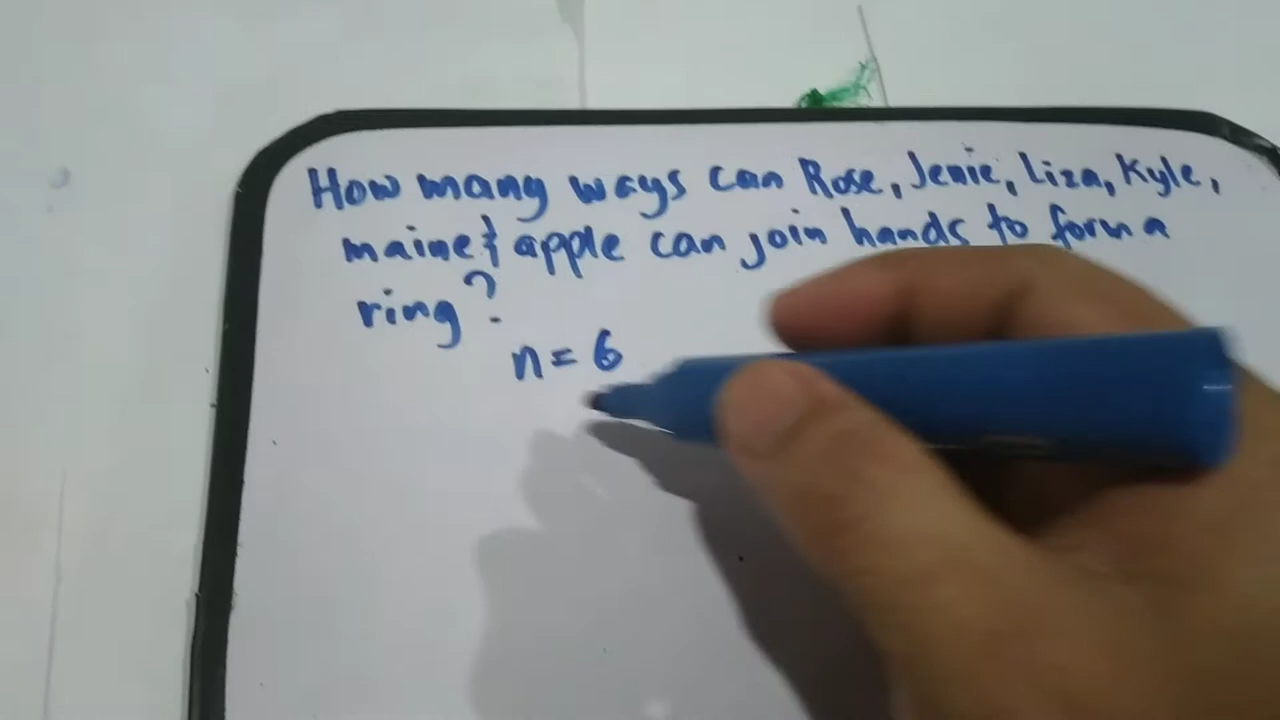 How many ways can Rose, Jenie, Liza, Kyle,
maine & apple can join hands to form a
ring?
n = 6